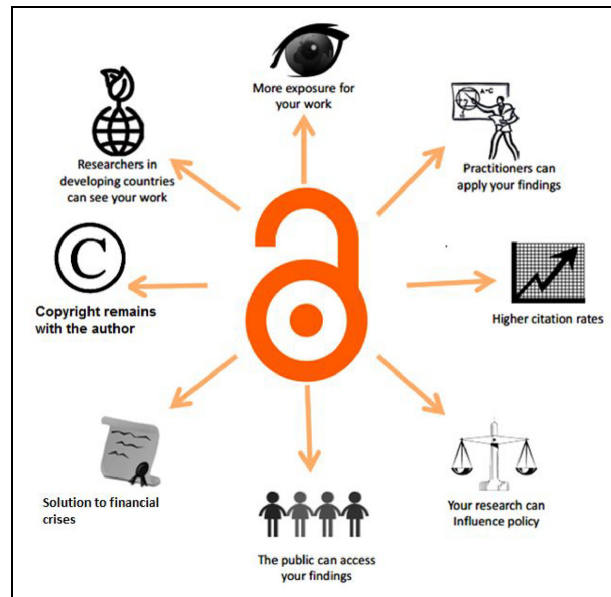 More exposure for
your work
Practitioners can
apply your findings
Higher citation rates
Your research can
Influence policy
The public can access
your findings
Solution to financial
crises
C
Copyright remains
with the author
Researchers in
developing countries
can see your work